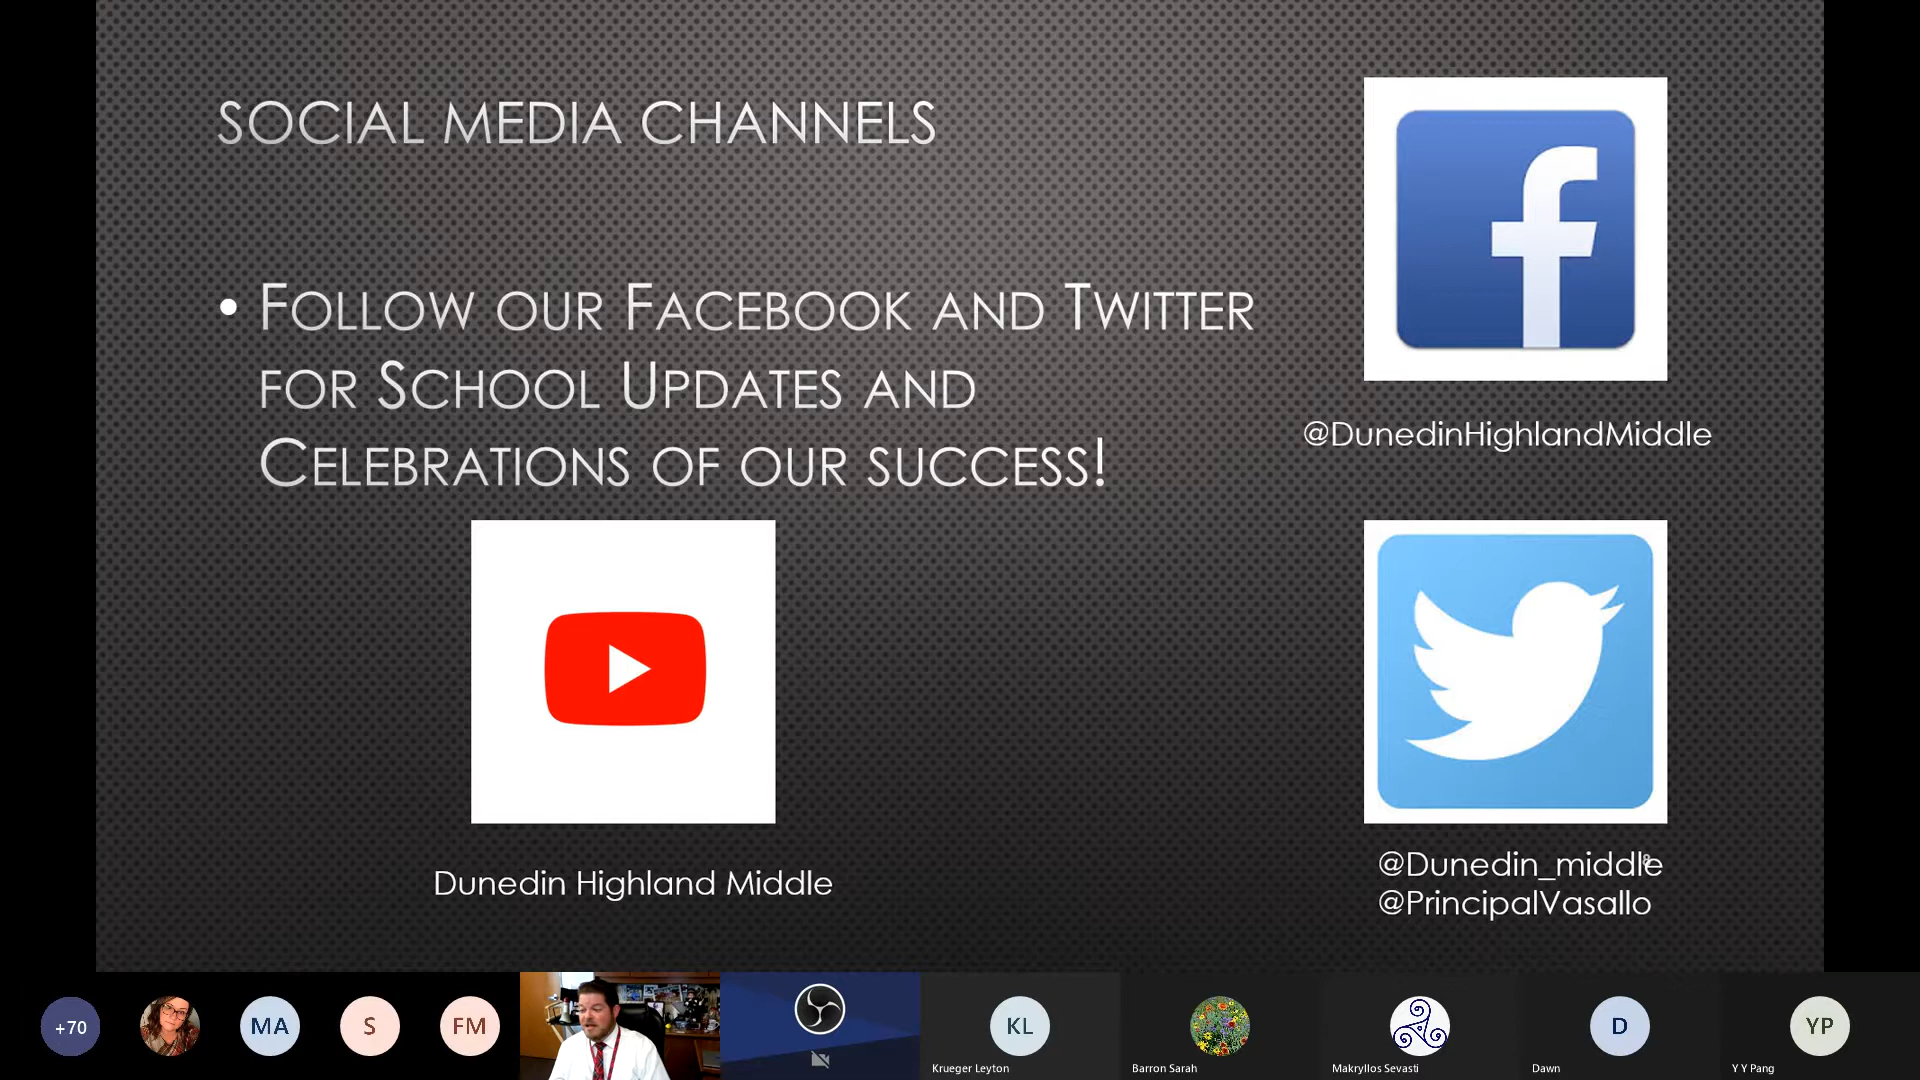 SOCIAL MEDIA CHANNELS
• FOLLOW OUR FACEBOOK AND TWITTER
FOR SCHOOL UPDATES AND
CELEBRATIONS OF OUR SUCCESS!
f
@DunedinHighlandMiddle
Dunedin Highland Middle
8
@Dunedin_middle
@PrincipalVasallo
+70
MA
S
FM
KL
Krueger Leyton
Barron Sarah
Makryllos Sevasti
D
Dawn
YP
Y Y Pang